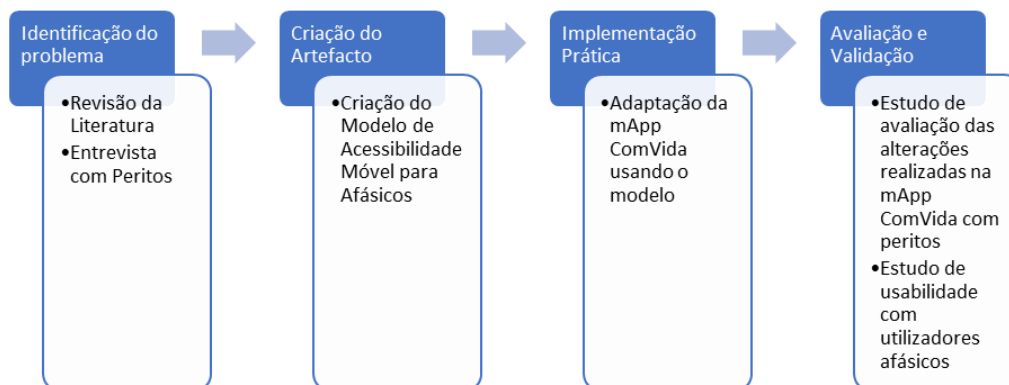 Identificação do
problema
•Revisão da
Literatura
•Entrevista
com Peritos
Criação do
Artefacto
•Criação do
Modelo de
Acessibilidade
Móvel para
Afásicos
Implementação
Prática
•Adaptação da
mApp
ComVida
usando o
modelo
Avaliação e
Validação
•Estudo de
avaliação das
alterações
realizadas na
mApp
ComVida com
peritos
•Estudo de
usabilidade
com
utilizadores
afásicos